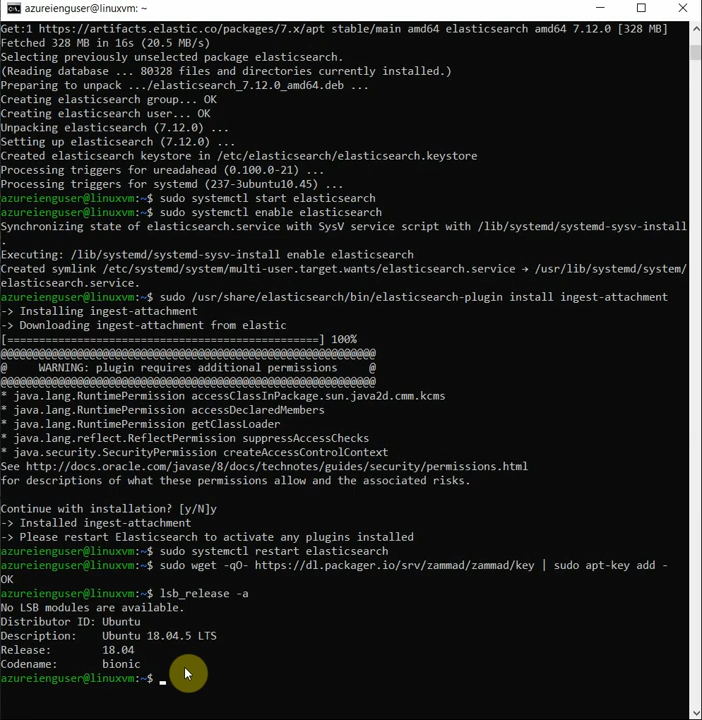 azureienguser@linuxvm: ~
Get:1 https://artifacts.elastic.co/packages/7.x/apt stable/main amd64 elasticsearch amd64 7.12.0 [328 MB]
Fetched 328 MB in 16s (20.5 MB/s)
Selecting previously unselected package elasticsearch.
(Reading database ... 80328 files and directories currently installed.)
Preparing to unpack .../elasticsearch_7.12.0_amd64.deb ...
Creating elasticsearch group... OK
Creating elasticsearch user... OK
Unpacking elasticsearch (7.12.0) ...
Setting up elasticsearch (7.12.0) ...
Created elasticsearch keystore in /etc/elasticsearch/elasticsearch.keystore
Processing triggers for ureadahead (0.100.0-21) ...
Processing triggers for systemd (237-3ubuntu10.45) ...
azureienguser@linuxvm:~$ sudo systemctl start elasticsearch
azureienguser@linuxvm:~$ sudo systemctl enable elasticsearch
Synchronizing state of elasticsearch.service with SysV service script with /lib/systemd/systemd-sysv-install
.
Executing: /lib/systemd/systemd-sysv-install enable elasticsearch
Created symlink /etc/systemd/system/multi-user.target.wants/elasticsearch.service → /usr/lib/systemd/system/
elasticsearch.service.
azureienguser@linuxvm:~$ sudo /usr/share/elasticsearch/bin/elasticsearch-plugin install ingest-attachment
-> Installing ingest-attachment
-> Downloading ingest-attachment from elastic
[=================================================] 100%
@@@@@@@@@@@@@@@@@@@@@@@@@@@@@@@@@@@@@@@@@@@@@@@@@@@@@@@@@@@
@     WARNING: plugin requires additional permissions     @
@@@@@@@@@@@@@@@@@@@@@@@@@@@@@@@@@@@@@@@@@@@@@@@@@@@@@@@@@@@
* java.lang.RuntimePermission accessClassInPackage.sun.java2d.cmm.kcms
* java.lang.RuntimePermission accessDeclaredMembers
* java.lang.RuntimePermission getClassLoader
* java.lang.reflect.ReflectPermission suppressAccessChecks
* java.security.SecurityPermission createAccessControlContext
See http://docs.oracle.com/javase/8/docs/technotes/guides/security/permissions.html
for descriptions of what these permissions allow and the associated risks.
Continue with installation? [y/N]y
-> Installed ingest-attachment
-> Please restart Elasticsearch to activate any plugins installed
azureienguser@linuxvm:~$ sudo systemctl restart elasticsearch
azureienguser@linuxvm:~$ sudo wget -qO- https://dl.packager.io/srv/zammad/zammad/key | sudo apt-key add -
OK
azureienguser@linuxvm:~$ lsb_release -a
No LSB modules are available.
Distributor ID: Ubuntu
Description:    Ubuntu 18.04.5 LTS
Release:        18.04
Codename:       bionic
azureienguser@linuxvm:~$